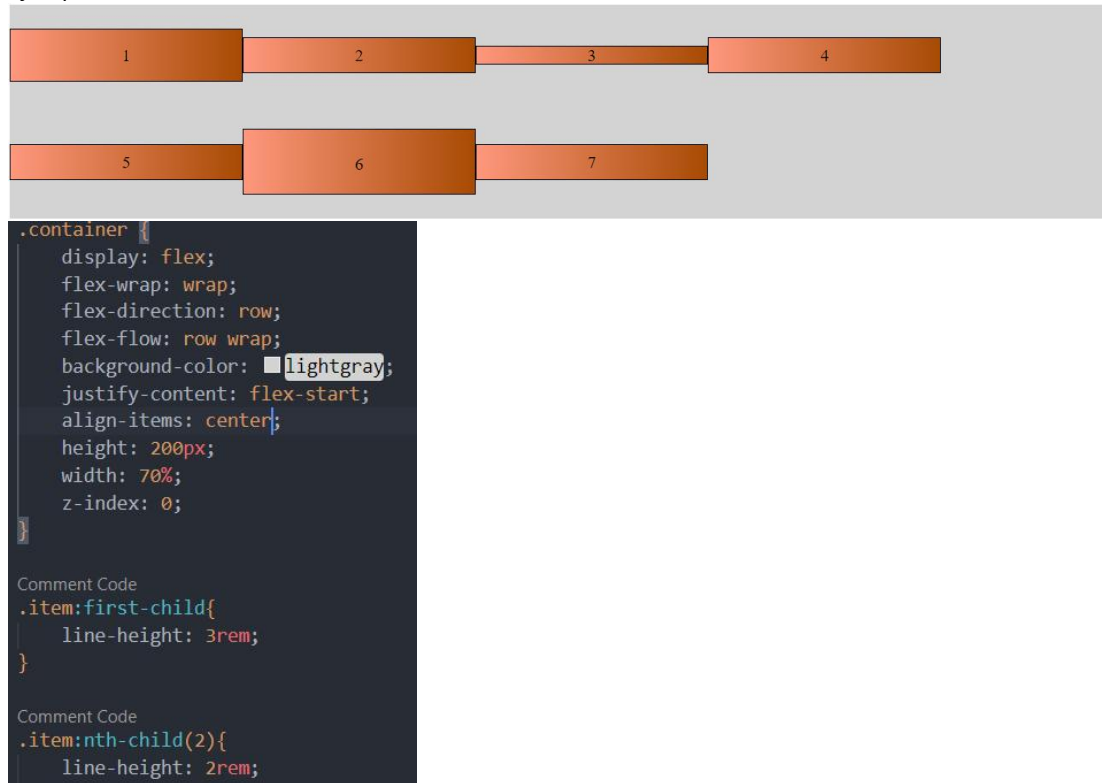 1 2 3 4
5 6 7
.container {
display: flex;
flex-wrap: wrap;
flex-direction: row;
flex-flow: row wrap;
background-color: lightgray;
justify-content: flex-start;
align-items: center;
height: 200px;
width: 70%;
z-index: 0;
}
Comment Code
.item:first-child{
line-height: 3rem;
}
Comment Code
.item:nth-child(2){
line-height: 2rem;